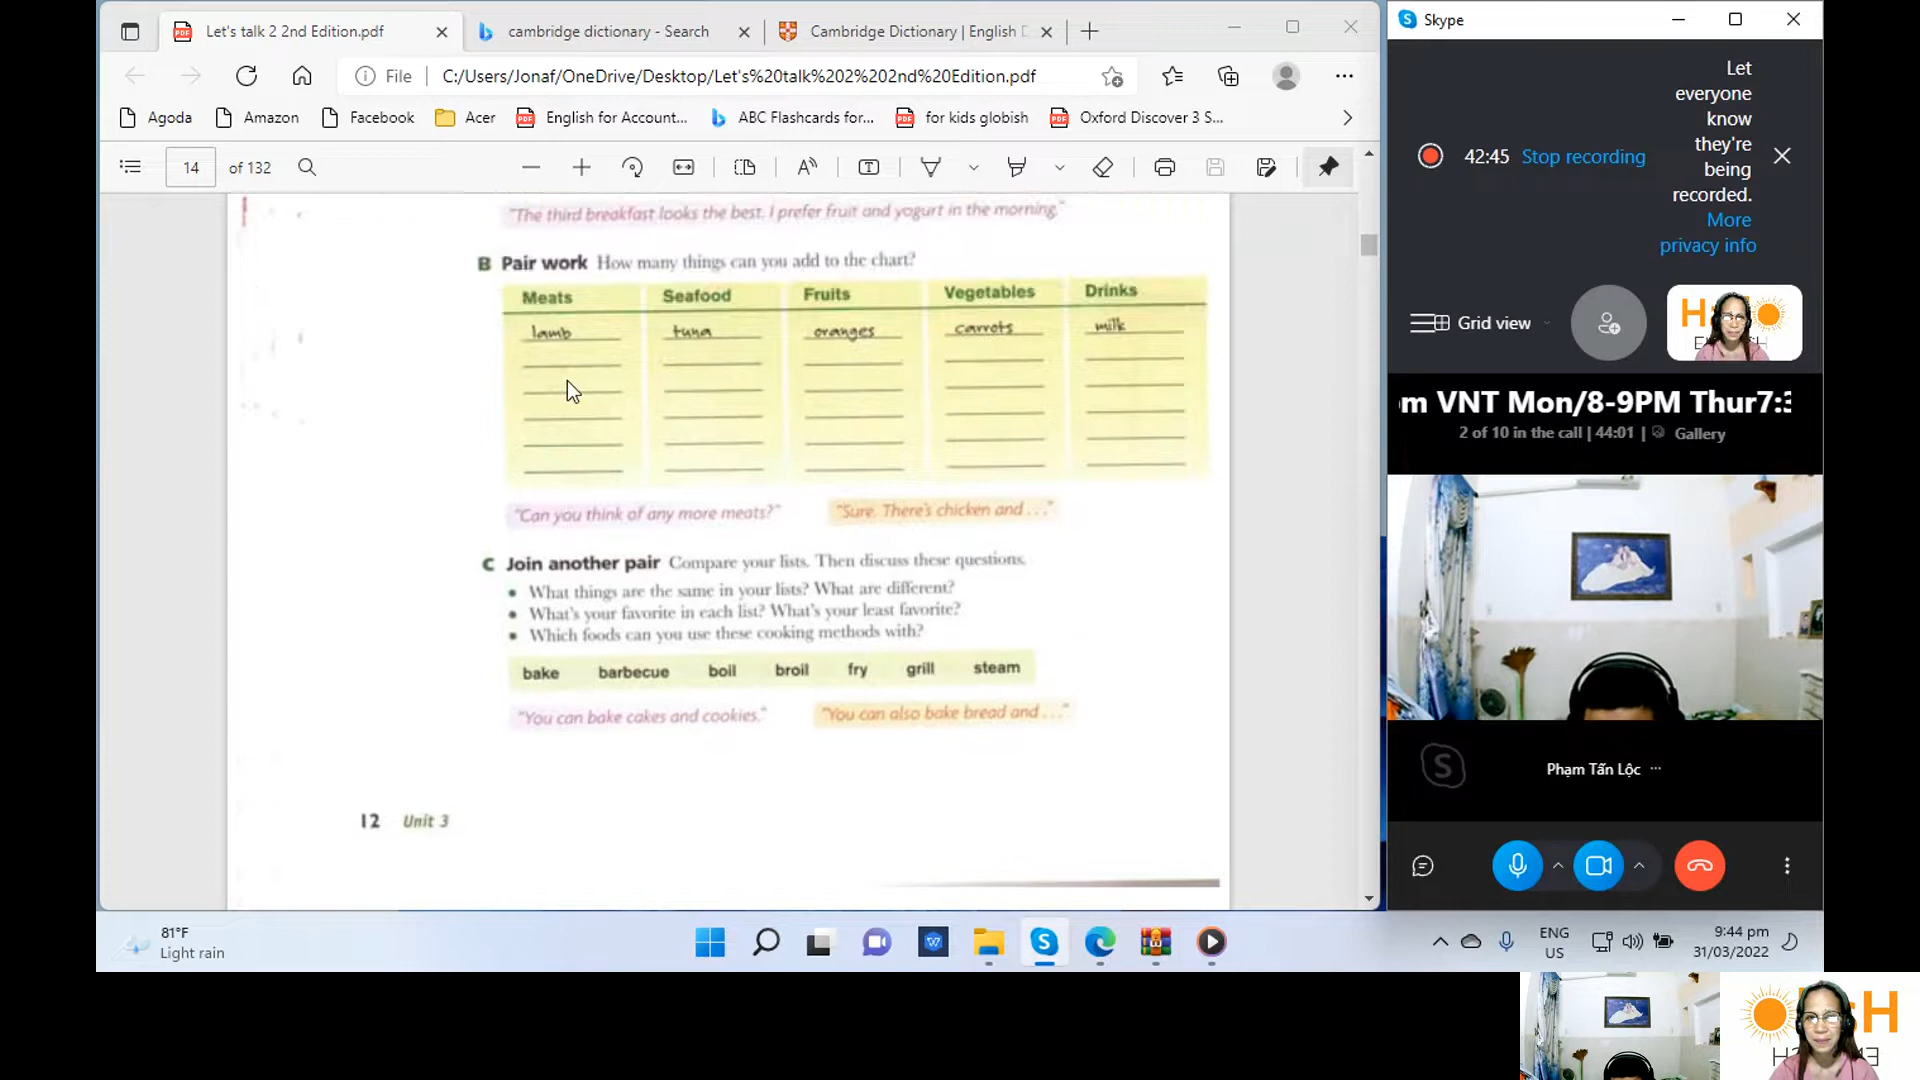 Let's talk 2 2nd Edition.pdf
cambridge dictionary - Search
Cambridge Dictionary | English D
File
C:/Users/Jonaf/OneDrive/Desktop/Let's%20talk%202%202nd%20Edition.pdf
Agoda
Amazon
Facebook
Acer
English for Account...
ABC Flashcards for...
for kids globish
Oxford Discover 3 S...
14
of 132
"The third breakfast looks the best. I prefer fruit and yogurt in the morning."
B Pair work How many things can you add to the chart?
Meats Seafood Fruits Vegetables Drinks
lamb tuna oranges carrots milk
"Can you think of any more meats?" "Sure. There's chicken and . . ."
C Join another pair Compare your lists. Then discuss these questions.
• What things are the same in your lists? What are different?
• What's your favorite in each list? What's your least favorite?
• Which foods can you use these cooking methods with?
bake barbecue boil broil fry grill steam
"You can bake cakes and cookies." "You can also bake bread and . . ."
12 Unit 3
81°F
Light rain
Skype
42:45
Stop recording
Let
everyone
know
they're
being
recorded.
More
privacy info
Grid view
m VNT Mon/8-9PM Thur7:3
2 of 10 in the call | 44:01 | Gallery
Phạm Tấn Lộc
ENG
US
9:44 pm
31/03/2022